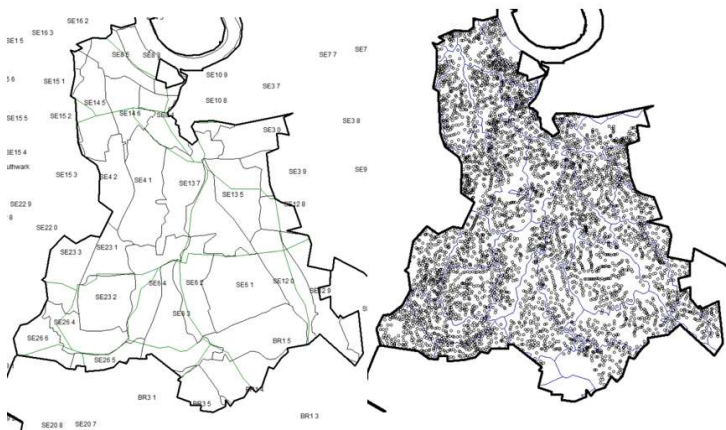 SE16 2
SE16 3
SE1 5
SE8 5
SE8 3
SE7 7
SE7
SE10 9
SE15 1
SE3 7
SE14 5
SE10 8
SE15 5
SE15 2
SE14 6
SE3 8
SE3 0
SE15 4
uthwark
SE15 3
SE4 2
SE4 1
SE13 7
SE3 9
SE9
SE13 5
SE12 8
SE22 9
SE22 0
SE23 1
SE23 3
SE6 4
SE6 2
SE6 1
SE12 0
SE12 9
SE23 2
SE26 4
SE6 3
SE26 6
BR1 5
SE26 5
BR1 4
BR3 1
BR3 5
BR1 3
SE20 8
SE20 7